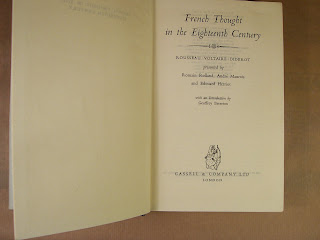 French Thought
in the Eighteenth Century
ROUSSEAU VOLTAIRE DIDEROT
presented by
Romain Rolland, André Maurois
and Edouard Herriot
with an Introduction by
Geoffrey Brereton
CASSELL & COMPANY LTD
LONDON